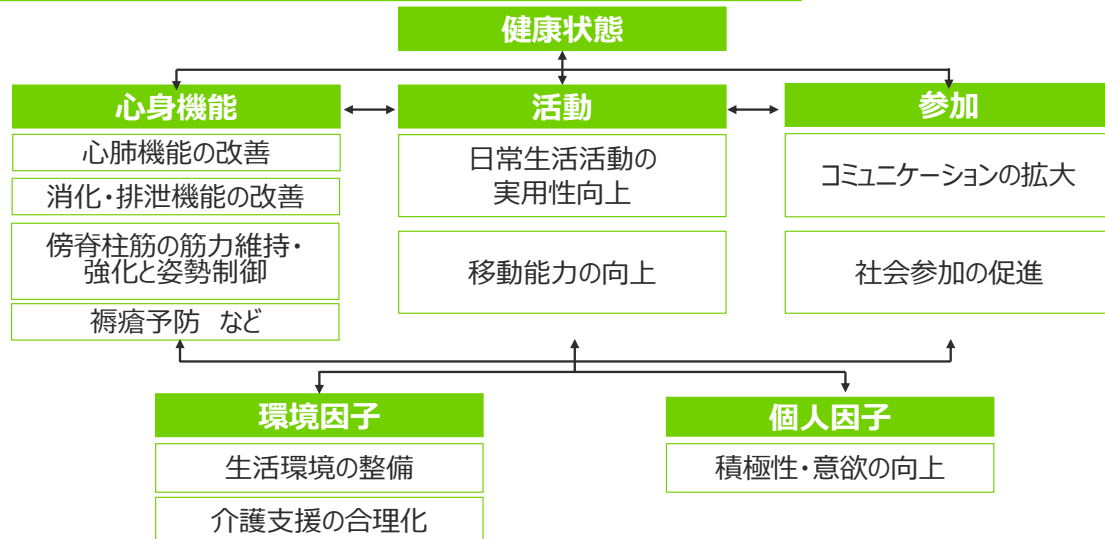 健康状態
心身機能
活動
参加
心肺機能の改善
消化・排泄機能の改善
傍脊柱筋の筋力維持・
強化と姿勢制御
褥瘡予防　など
日常生活活動の
実用性向上
移動能力の向上
コミュニケーションの拡大
社会参加の促進
環境因子
個人因子
生活環境の整備
介護支援の合理化
積極性・意欲の向上